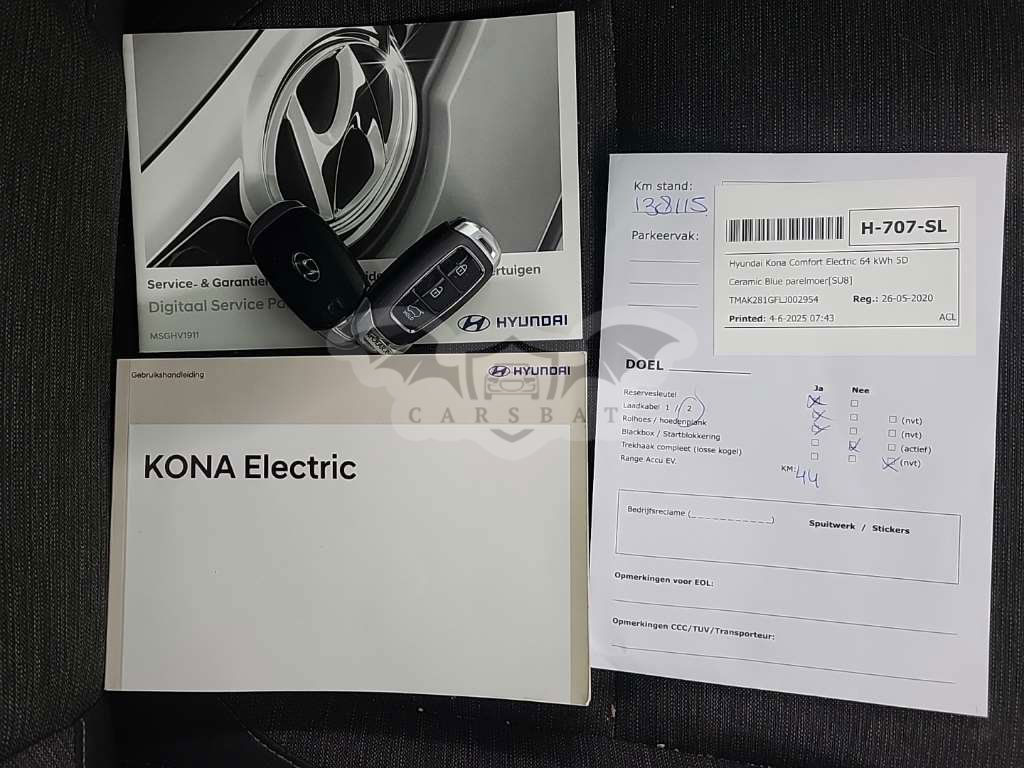 Service- & Garantie
rtuigen
Digitaal Service Pa
MSGHV1911
HYUNDAI
Gebruikshandleiding
HYUNDAI
CARSBAT
KONA Electric
Km stand:
138115
Parkeervak:
H-707-SL
Hyundai Kona Comfort Electric 64 kWh 5D
Ceramic Blue parelmoer[SU8]
TMAK281GFLJ002954 Reg.: 26-05-2020
Printed: 4-6-2025 07:43 ACL
DOEL
Ja Nee
Reservesleutel
Laadkabel 1 / 2 (nvt)
Rolhoes / hoedenplank (nvt)
Blackbox / Startblokkering (actief)
Trekhaak compleet (losse kogel) (nvt)
Range Accu EV. KM: 44
Bedrijfsreclame (_ _ _ _ _ _ _ _ _ _ _ _) Spuitwerk / Stickers
Opmerkingen voor EOL:
Opmerkingen CCC/TUV/Transporteur: